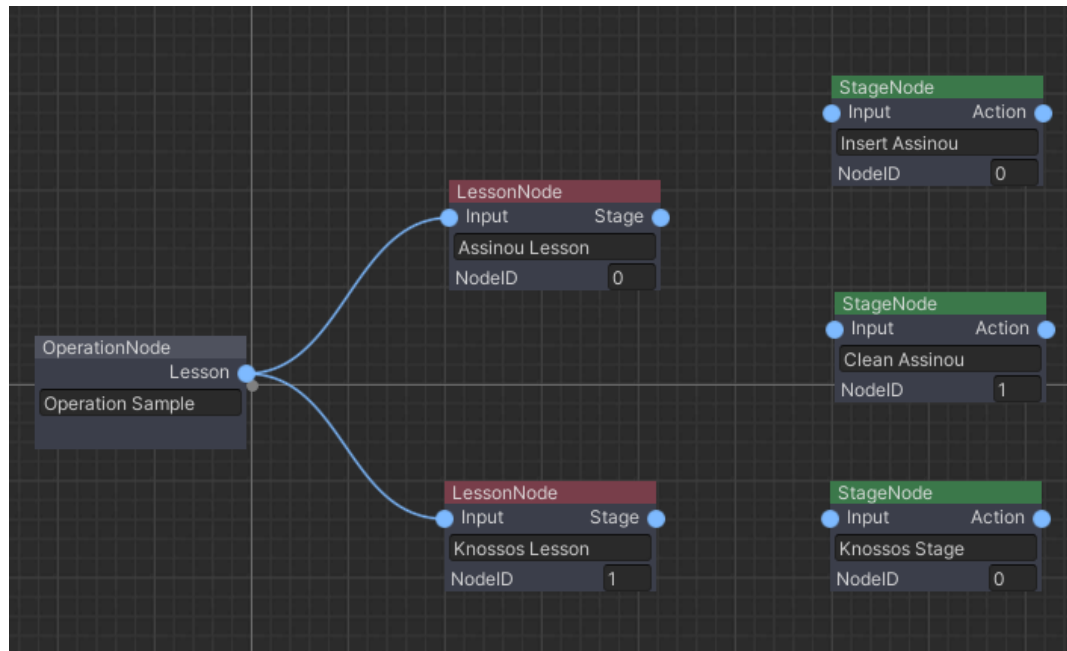 OperationNode
Lesson
Operation Sample
LessonNode
Input Stage
Assinou Lesson
NodeID 0
LessonNode
Input Stage
Knossos Lesson
NodeID 1
StageNode
Input Action
Insert Assinou
NodeID 0
StageNode
Input Action
Clean Assinou
NodeID 1
StageNode
Input Action
Knossos Stage
NodeID 0